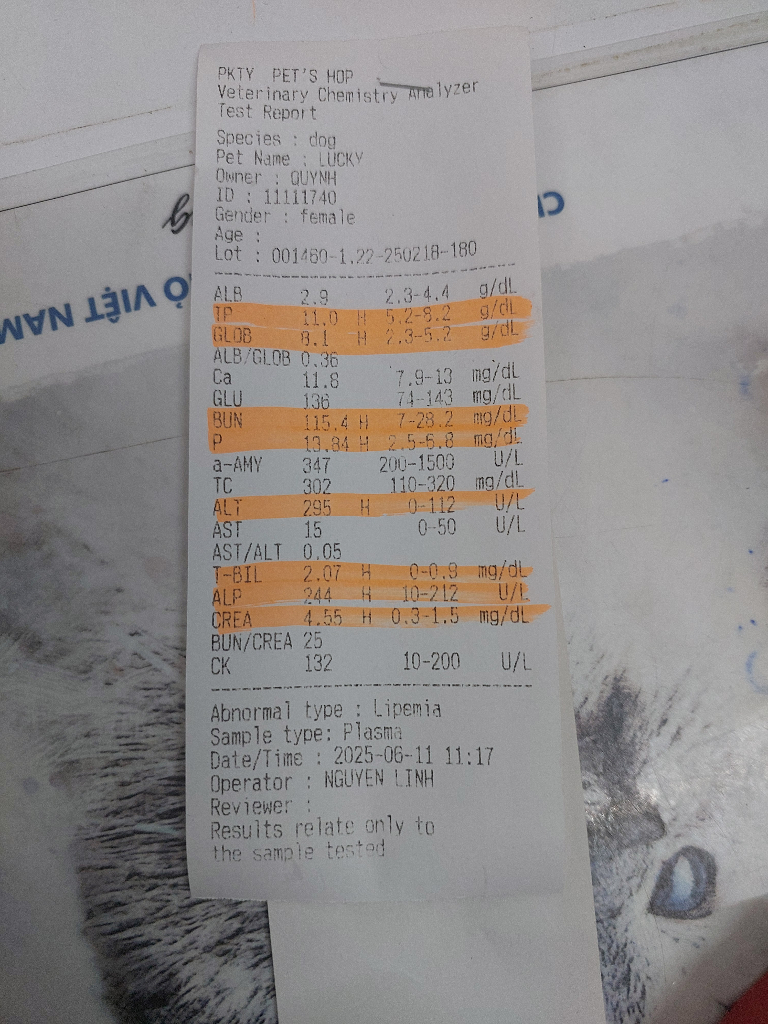 PKTY PET'S HOP
Veterinary Chemistry Analyzer
Test Report
Species : dog
Pet Name : LUCKY
Owner : QUYNH
ID : 11111740
Gender : female
Age :
Lot : 001460-1.22-250218-180
ALB 2.9 2.3-4.4 g/dL
TP 11.0 H 5.2-8.2 g/dL
GLOB 8.1 H 2.3-5.2 g/dL
ALB/GLOB 0.36
Ca 11.8 7.9-13 mg/dL
GLU 136 74-143 mg/dL
BUN 115.4 H 7-28.2 mg/dL
P 13.84 H 2.5-6.8 mg/dL
a-AMY 347 200-1500 U/L
TC 302 110-320 mg/dL
ALT 295 H 0-112 U/L
AST 15 0-50 U/L
AST/ALT 0.05
T-BIL 2.07 H 0-0.9 mg/dL
ALP 244 H 10-212 U/L
CREA 4.55 H 0.3-1.5 mg/dL
BUN/CREA 25
CK 132 10-200 U/L
Abnormal type : Lipemia
Sample type: Plasma
Date/Time : 2025-06-11 11:17
Operator : NGUYEN LINH
Reviewer :
Results relate only to
the sample tested
VIỆT NAM